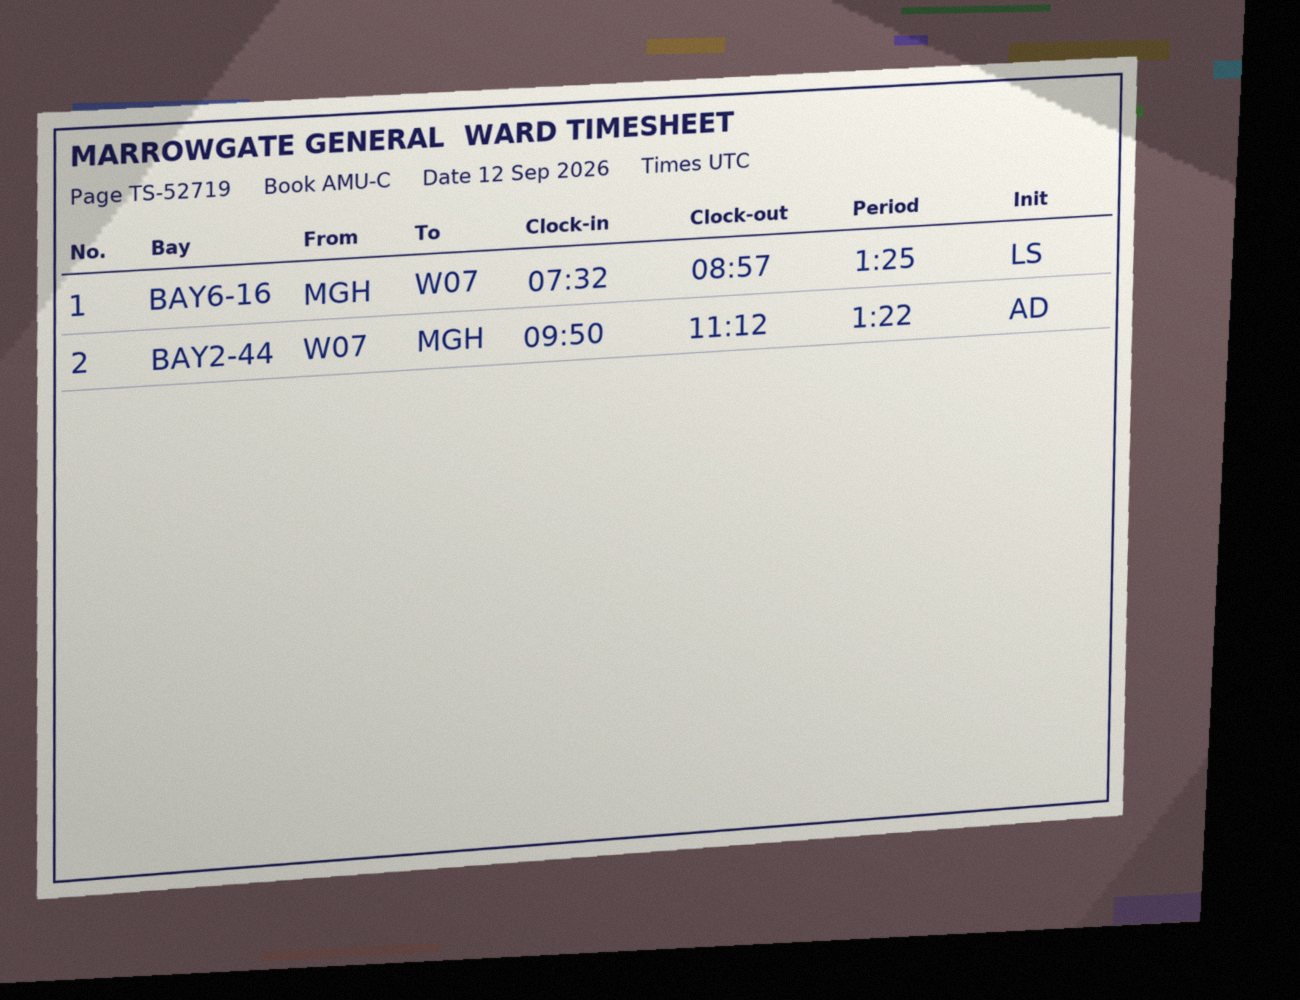 MARROWGATE GENERAL WARD TIMESHEET
Page TS-52719 Book AMU-C Date 12 Sep 2026 Times UTC
No. Bay From To Clock-in Clock-out Period Init
1 BAY6-16 MGH W07 07:32 08:57 1:25 LS
2 BAY2-44 W07 MGH 09:50 11:12 1:22 AD